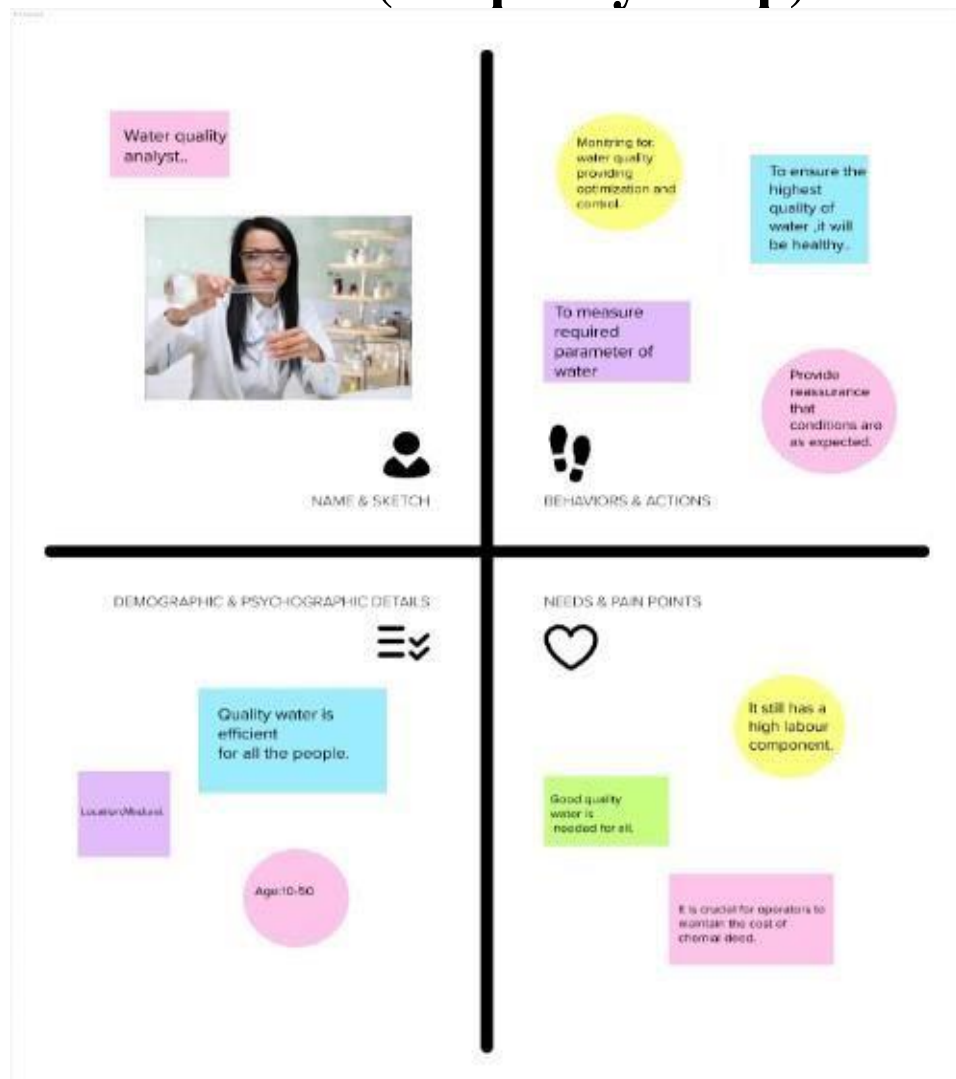 Water quality
analyst..
NAME & SKETCH
Monitring for
water quality
providing
optimization and
control.
To ensure the
highest
quality of
water ,it will
be healthy..
To measure
required
parameter of
water
Provide
reassurance
that
conditions are
as expected.
BEHAVIORS & ACTIONS
DEMOGRAPHIC & PSYCHOGRAPHIC DETAILS
Quality water is
efficient
for all the people.
Age:10-50
NEEDS & PAIN POINTS
It still has a
high labour
component.
Good quality
water is
needed for all.
It is crucial for operators to
maintain the cost of